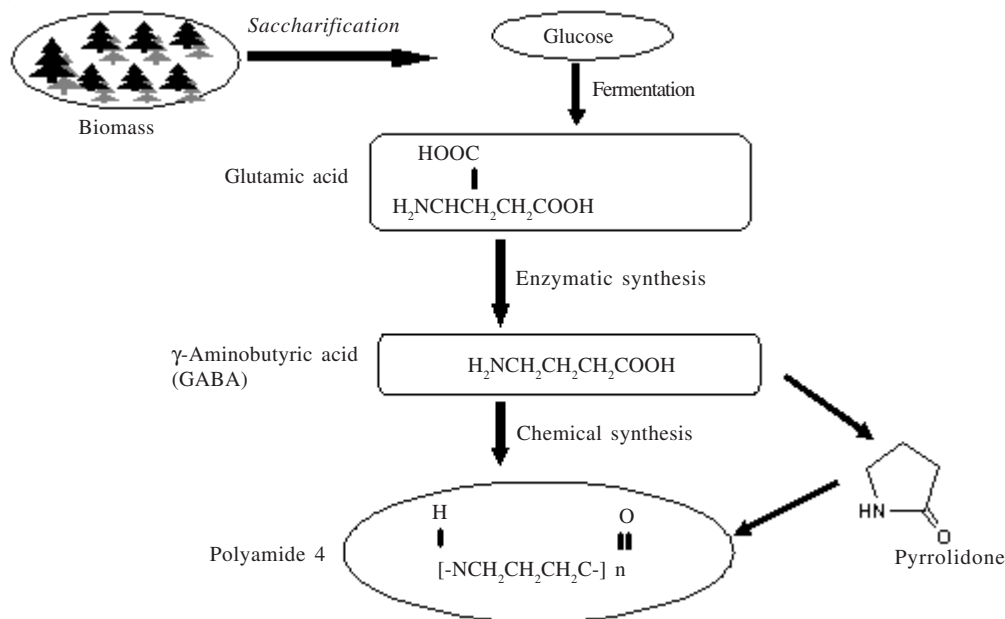 Saccharification
Glucose
Biomass
Fermentation
HOOC
Glutamic acid
H₂NCHCH₂CH₂COOH
Enzymatic synthesis
γ-Aminobutyric acid
(GABA)
H₂NCH₂CH₂CH₂COOH
Chemical synthesis
H O
HN
O
Polyamide 4
[-NCH₂CH₂CH₂C-] n
Pyrrolidone